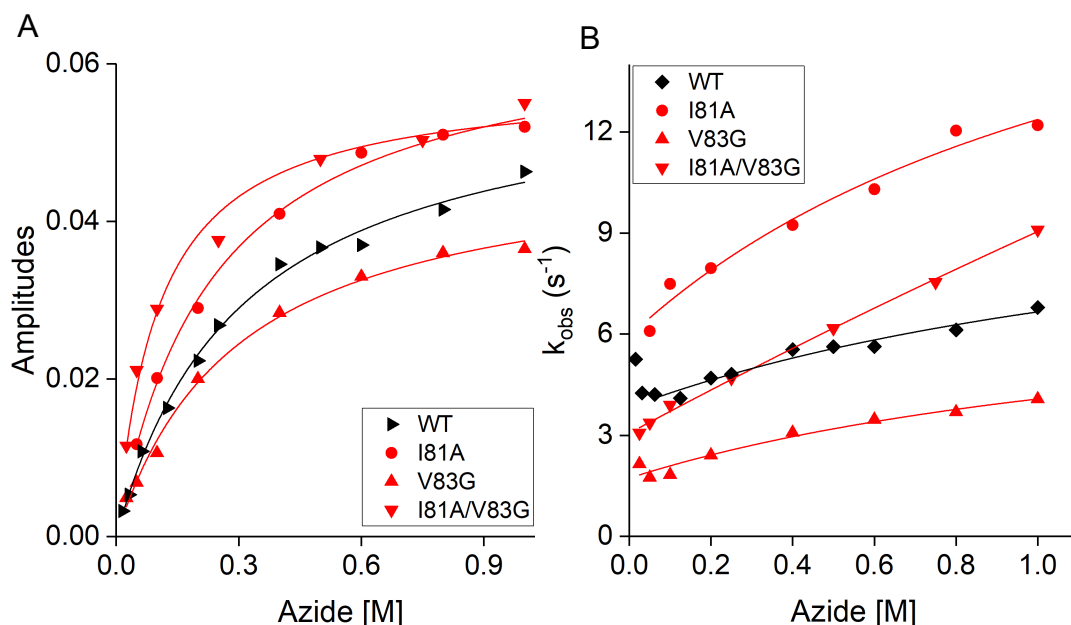 A
Amplitudes
0.06
0.04
0.02
0.00
0.0
0.3
0.6
0.9
Azide [M]
WT
I81A
V83G
I81A/V83G
B
kobs (s-1)
12
9
6
3
0
0.0
0.2
0.4
0.6
0.8
1.0
Azide [M]
WT
I81A
V83G
I81A/V83G